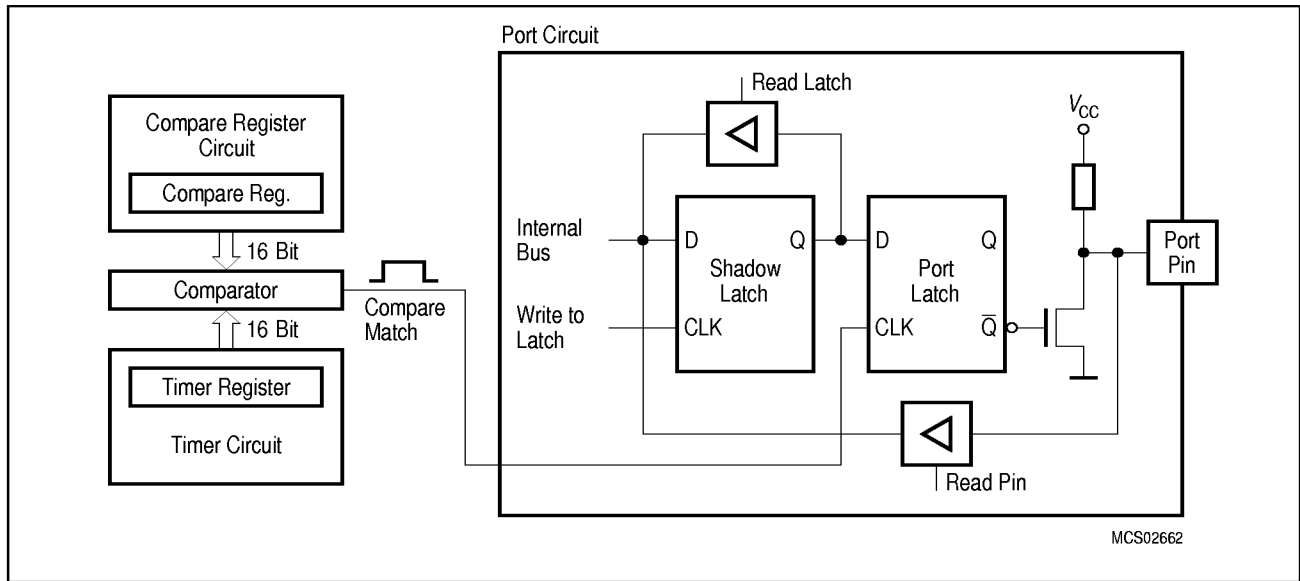 Port Circuit
Compare Register
Circuit
Compare Reg.
16 Bit
Comparator
16 Bit
Timer Register
Timer Circuit
Compare
Match
Read Latch
Internal
Bus
Write to
Latch
D
Q
Shadow
Latch
CLK
D
Q
Port
Latch
CLK
Q̅
VCC
Port
Pin
Read Pin
MCS02662